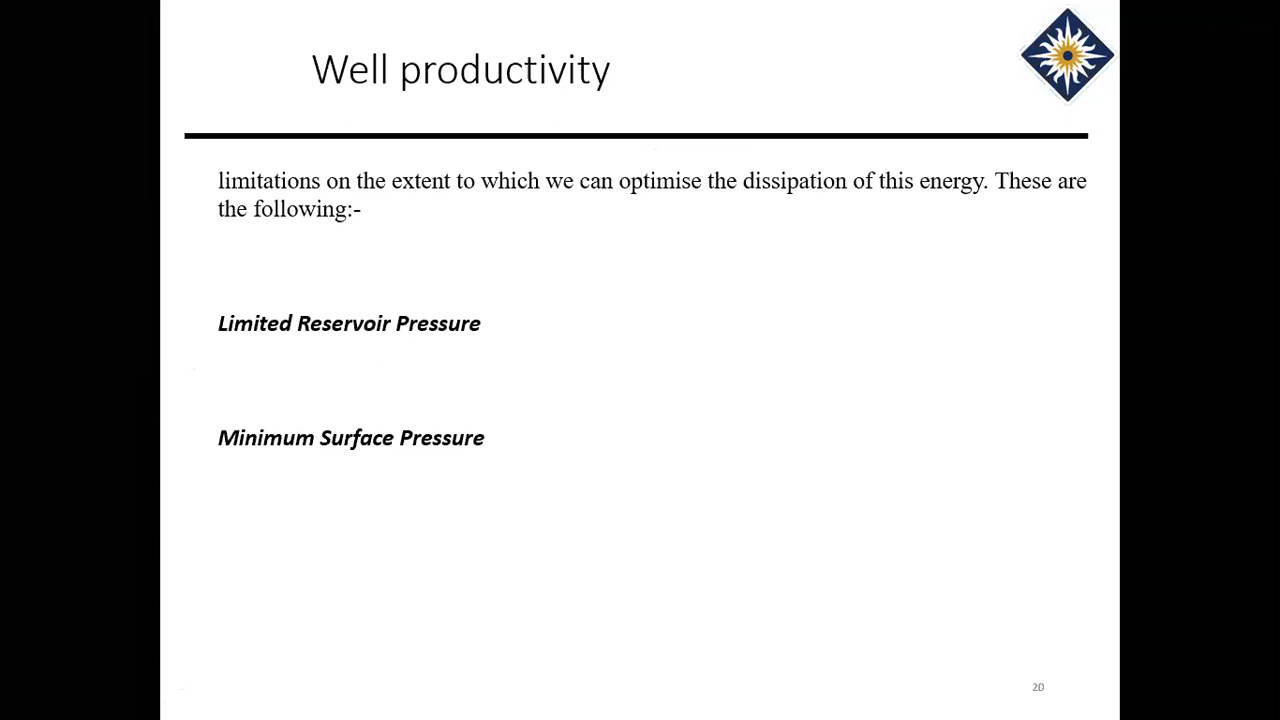 Well productivity
limitations on the extent to which we can optimise the dissipation of this energy. These are
the following:-
Limited Reservoir Pressure
Minimum Surface Pressure
20